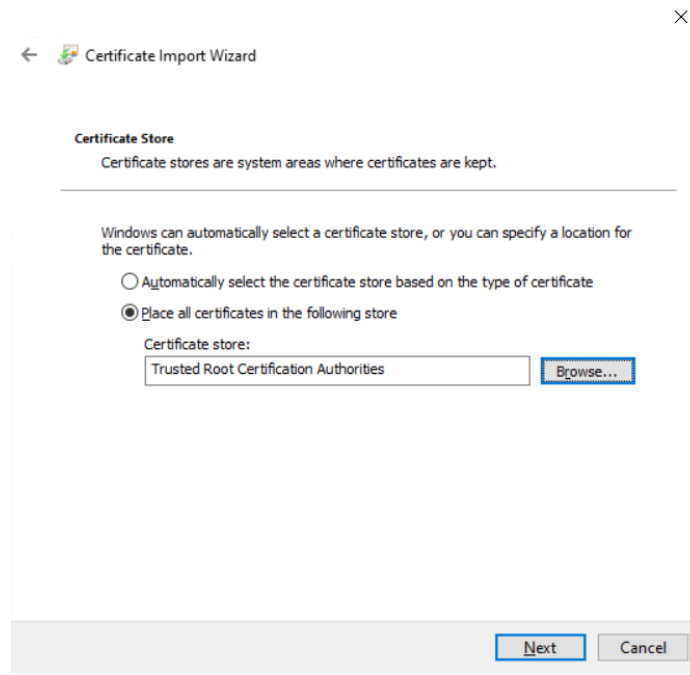 Certificate Import Wizard
Certificate Store
Certificate stores are system areas where certificates are kept.
Windows can automatically select a certificate store, or you can specify a location for
the certificate.
Automatically select the certificate store based on the type of certificate
Place all certificates in the following store
Certificate store:
Trusted Root Certification Authorities
Browse...
Next
Cancel